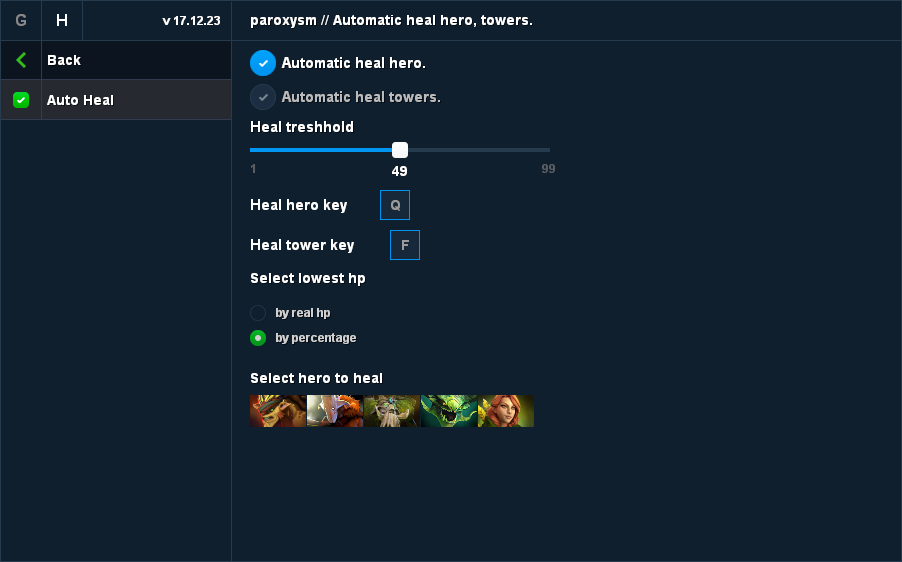 G H v 17.12.23
paroxysm // Automatic heal hero, towers.
Back
Auto Heal
Automatic heal hero.
Automatic heal towers.
Heal treshhold
1 49 99
Heal hero key Q
Heal tower key F
Select lowest hp
by real hp
by percentage
Select hero to heal